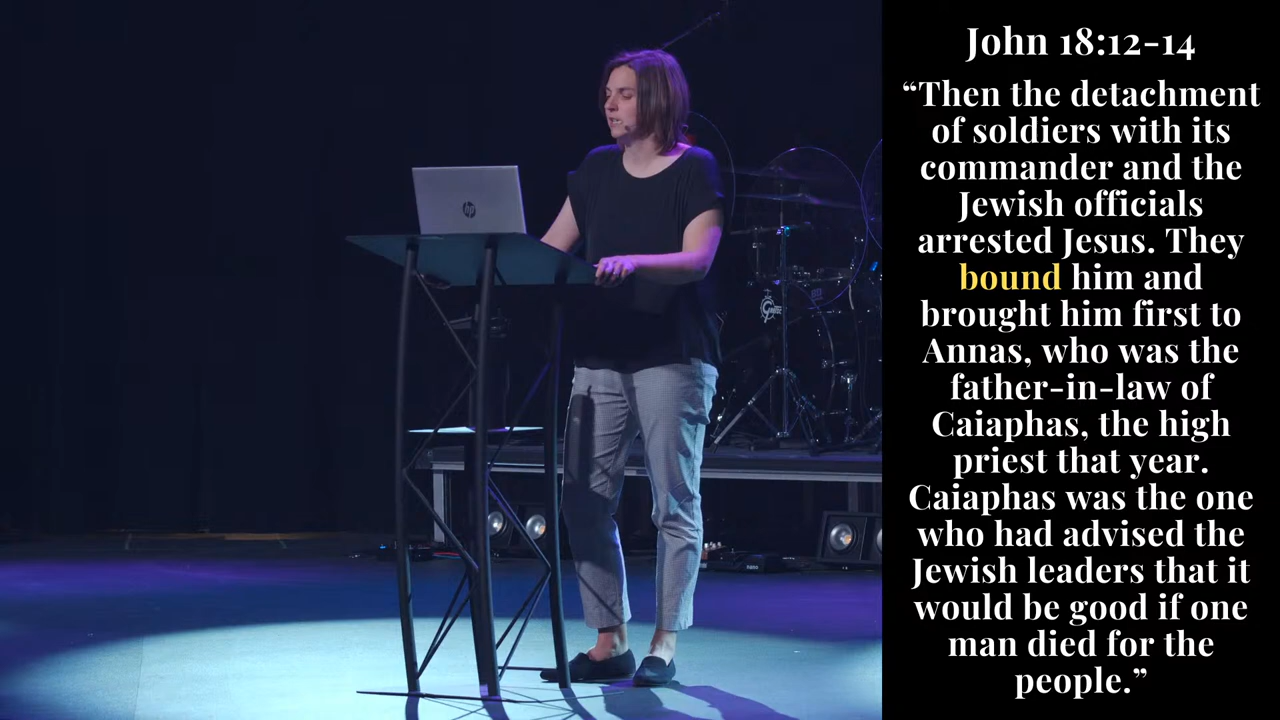 John 18:12-14
“Then the detachment
of soldiers with its
commander and the
Jewish officials
arrested Jesus. They
bound him and
brought him first to
Annas, who was the
father-in-law of
Caiaphas, the high
priest that year.
Caiaphas was the one
who had advised the
Jewish leaders that it
would be good if one
man died for the
people.”
hp